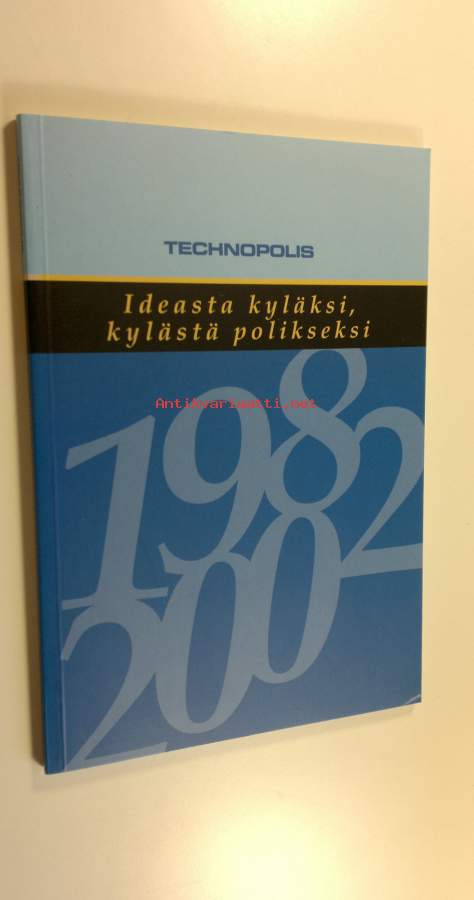 TECHNOPOLIS
Ideasta kyläksi,
kylästä polikseksi
Antikvariaatti.net
1982
2002